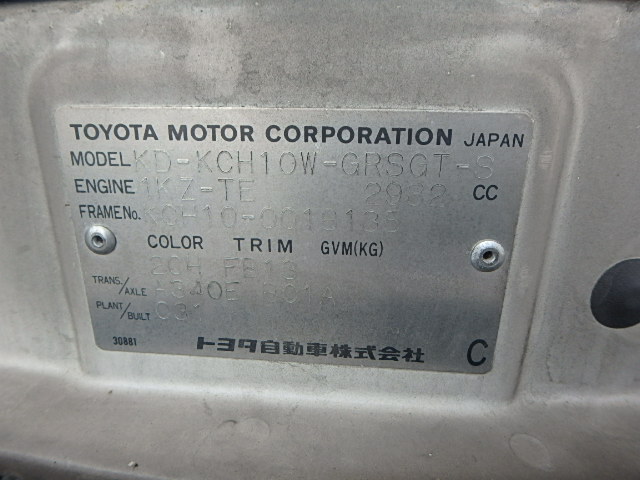 TOYOTA MOTOR CORPORATION JAPAN
MODEL KD-KCH10W-GRSGT-S
ENGINE 1KZ-TE 2982 CC
FRAME No.
COLOR TRIM GVM(KG)
TRANS./AXLE
PLANT/BUILT
30881 トヨタ自動車株式会社 C